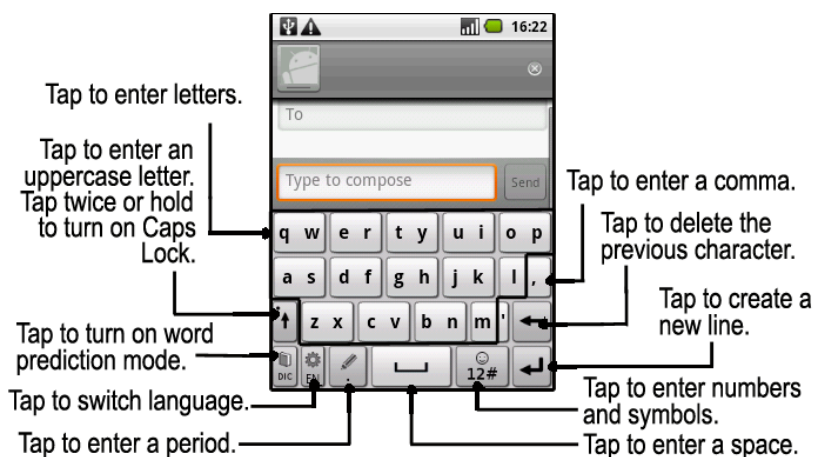 16:22
Tap to enter letters.
To
Tap to enter an
uppercase letter.
Tap twice or hold
to turn on Caps
Lock.
Type to compose
Send
Tap to enter a comma.
Tap to delete the
previous character.
q w e r t y u i o p
a s d f g h j k l ,
z x c v b n m '
Tap to create a
new line.
Tap to turn on word
prediction mode.
DIC EN . 12#
Tap to switch language.
Tap to enter numbers
and symbols.
Tap to enter a period.
Tap to enter a space.